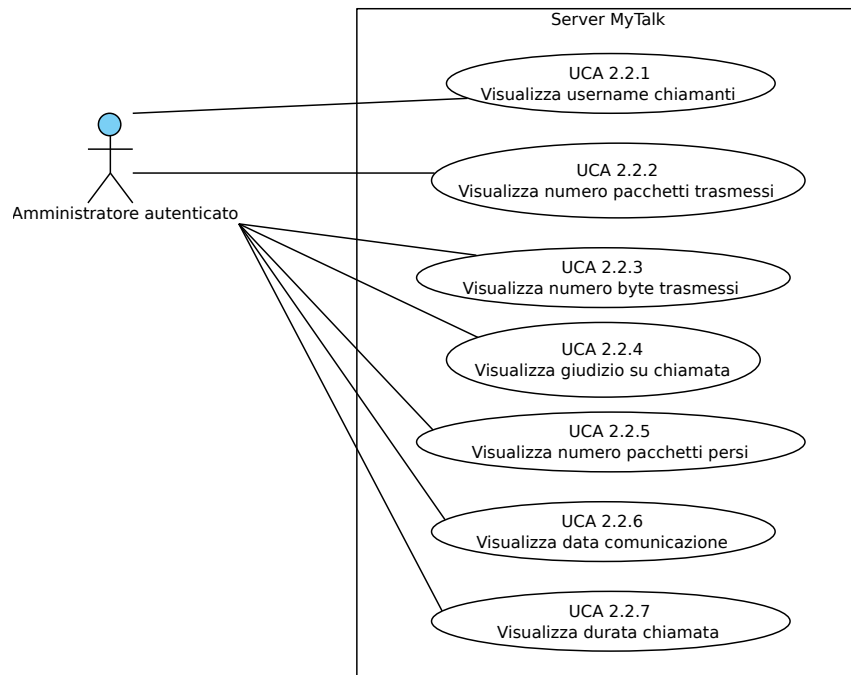 Server MyTalk
UCA 2.2.1
Visualizza username chiamanti
UCA 2.2.2
Visualizza numero pacchetti trasmessi
Amministratore autenticato
UCA 2.2.3
Visualizza numero byte trasmessi
UCA 2.2.4
Visualizza giudizio su chiamata
UCA 2.2.5
Visualizza numero pacchetti persi
UCA 2.2.6
Visualizza data comunicazione
UCA 2.2.7
Visualizza durata chiamata